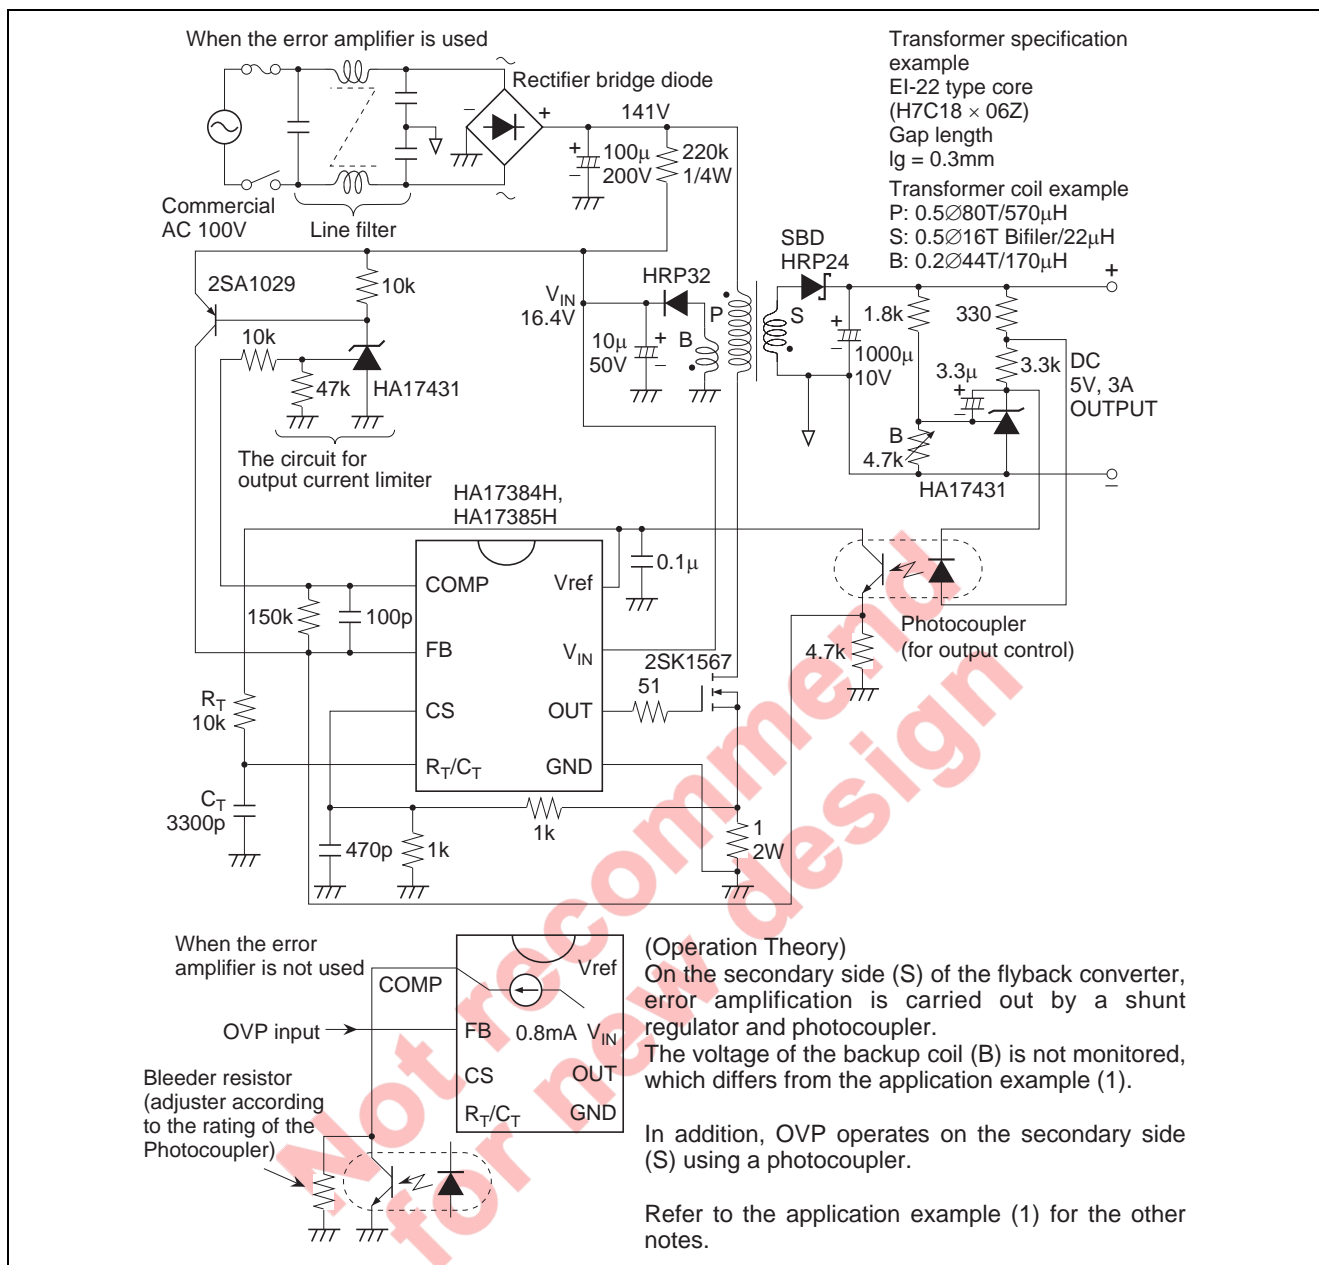 When the error amplifier is used
Rectifier bridge diode
141V
100µ
200V
220k
1/4W
Commercial
AC 100V
Line filter
Transformer specification
example
EI-22 type core
(H7C18 × 06Z)
Gap length
lg = 0.3mm
Transformer coil example
P: 0.5Ø80T/570µH
S: 0.5Ø16T Bifiler/22µH
B: 0.2Ø44T/170µH
2SA1029
10k
10k
47k
HA17431
The circuit for
output current limiter
VIN
16.4V
HRP32
10µ
50V
B
P
S
SBD
HRP24
1000µ
10V
1.8k
330
3.3k
3.3µ
B
4.7k
HA17431
DC
5V, 3A
OUTPUT
HA17384H,
HA17385H
COMP
FB
CS
RT/CT
Vref
VIN
OUT
GND
0.1µ
150k
100p
RT
10k
CT
3300p
470p
1k
1k
2SK1567
51
1
2W
4.7k
Photocoupler
(for output control)
When the error
amplifier is not used
COMP
OVP input
FB
CS
RT/CT
0.8mA
Vref
VIN
OUT
GND
Bleeder resistor
(adjuster according
to the rating of the
Photocoupler)
(Operation Theory)
On the secondary side (S) of the flyback converter,
error amplification is carried out by a shunt
regulator and photocoupler.
The voltage of the backup coil (B) is not monitored,
which differs from the application example (1).
In addition, OVP operates on the secondary side
(S) using a photocoupler.
Refer to the application example (1) for the other
notes.
Not recommend
for new design